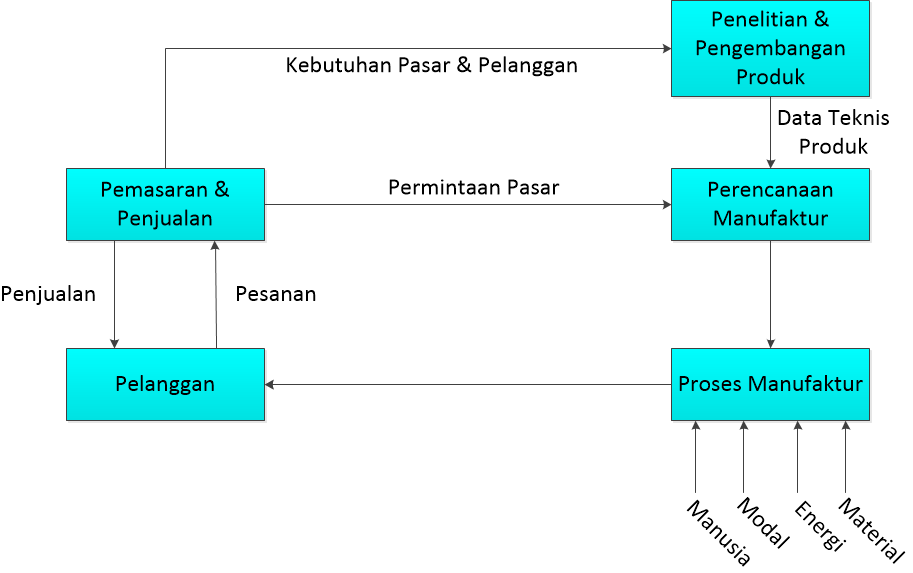 Penelitian &
Pengembangan
Produk
Kebutuhan Pasar & Pelanggan
Data Teknis
Produk
Pemasaran &
Penjualan
Permintaan Pasar
Perencanaan
Manufaktur
Penjualan
Pesanan
Pelanggan
Proses Manufaktur
Manusia
Modal
Energi
Material